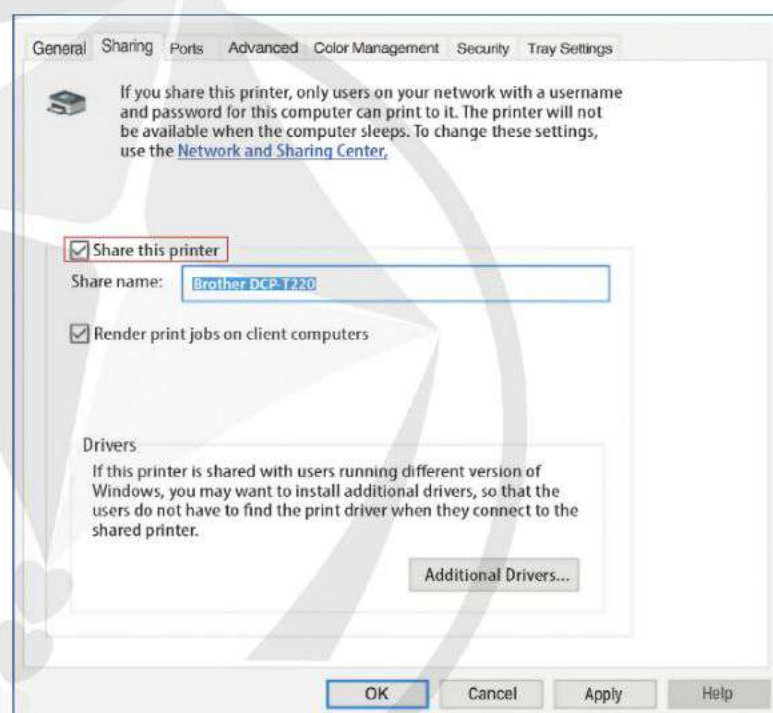 General Sharing Ports Advanced Color Management Security Tray Settings
If you share this printer, only users on your network with a username
and password for this computer can print to it. The printer will not
be available when the computer sleeps. To change these settings,
use the Network and Sharing Center,
Share this printer
Share name: Brother DCP-T220
Render print jobs on client computers
Drivers
If this printer is shared with users running different version of
Windows, you may want to install additional drivers, so that the
users do not have to find the print driver when they connect to the
shared printer.
Additional Drivers...
OK Cancel Apply Help